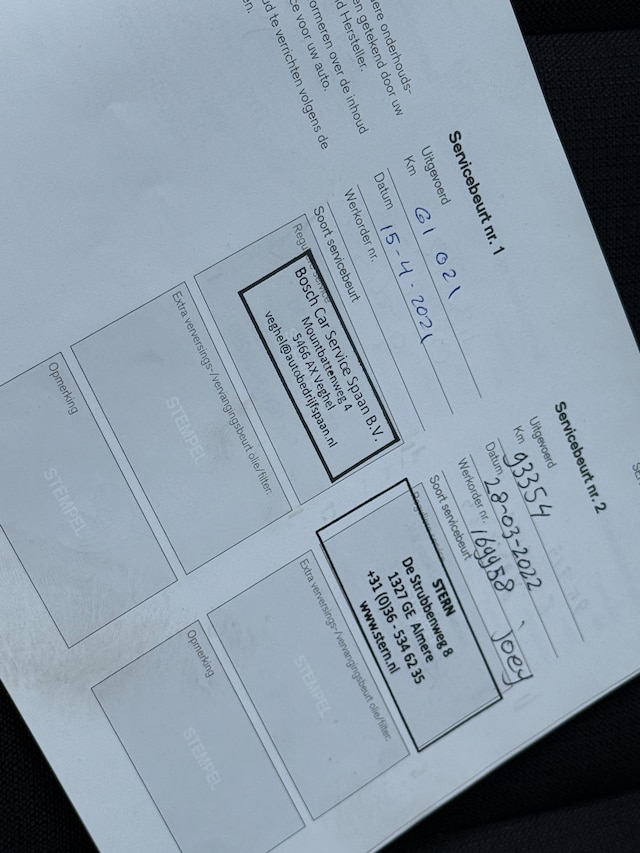 ere onderhouds-
en getekend door uw
d Hersteller.
ormeren over de inhoud
ce voor uw auto.
d te verrichten volgens de
en.
Servicebeurt nr. 1
Uitgevoerd
Km 61 021
Datum 15-4-2021
Werkorder nr.
Soort servicebeurt
Bosch Car Service Spaan B.V.
Mountbattenweg 4
5466 AX Veghel
veghel@autobedrijfspaan.nl
Extra verversings-/vervangingsbeurt olie/filter.
STEMPEL
Opmerking
STEMPEL
Servicebeurt nr. 2
Uitgevoerd
Km 93354
Datum 28-03-2022
Werkorder nr. 169958 Joey
Soort servicebeurt
STERN
De Strubbenweg 8
1327 GE Almere
+31 (0)36 - 534 62 35
www.stern.nl
Extra verversings-/vervangingsbeurt olie/filter.
STEMPEL
Opmerking
STEMPEL